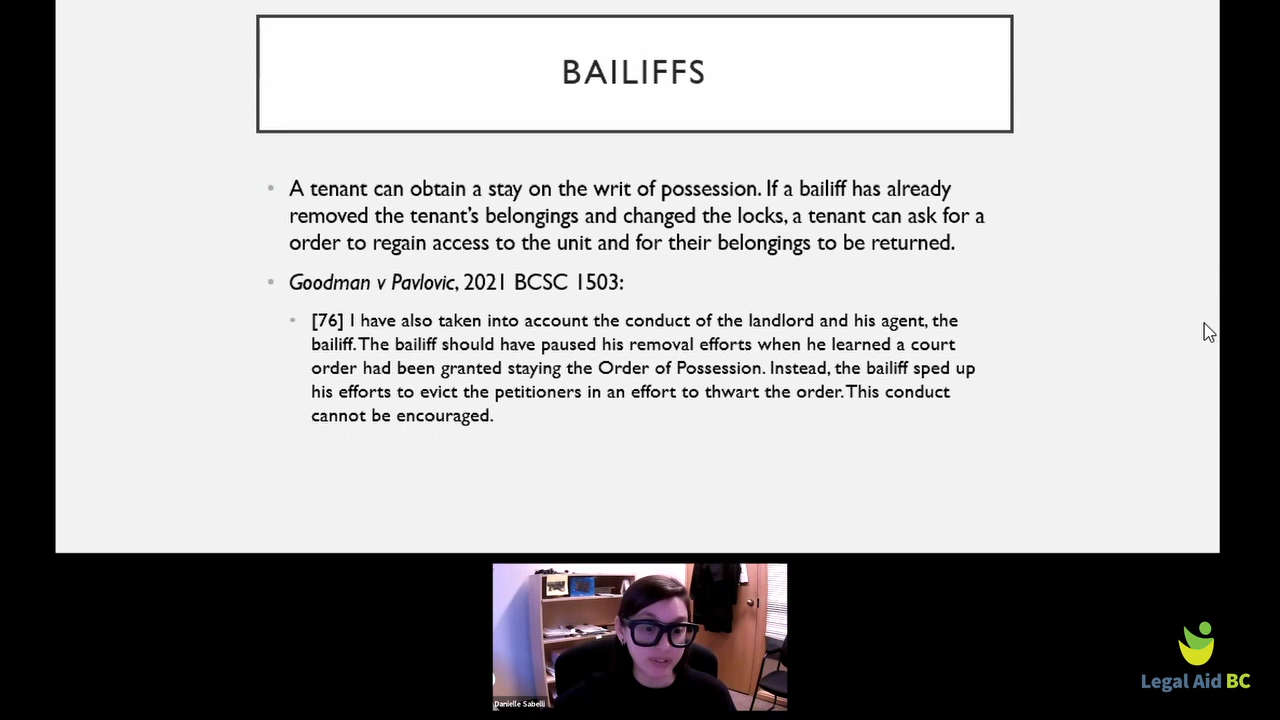 BAILIFFS
• A tenant can obtain a stay on the writ of possession. If a bailiff has already
removed the tenant's belongings and changed the locks, a tenant can ask for a
order to regain access to the unit and for their belongings to be returned.
• Goodman v Pavlovic, 2021 BCSC 1503:
• [76] I have also taken into account the conduct of the landlord and his agent, the
bailiff. The bailiff should have paused his removal efforts when he learned a court
order had been granted staying the Order of Possession. Instead, the bailiff sped up
his efforts to evict the petitioners in an effort to thwart the order. This conduct
cannot be encouraged.
Danielle Sabelli
Legal Aid BC